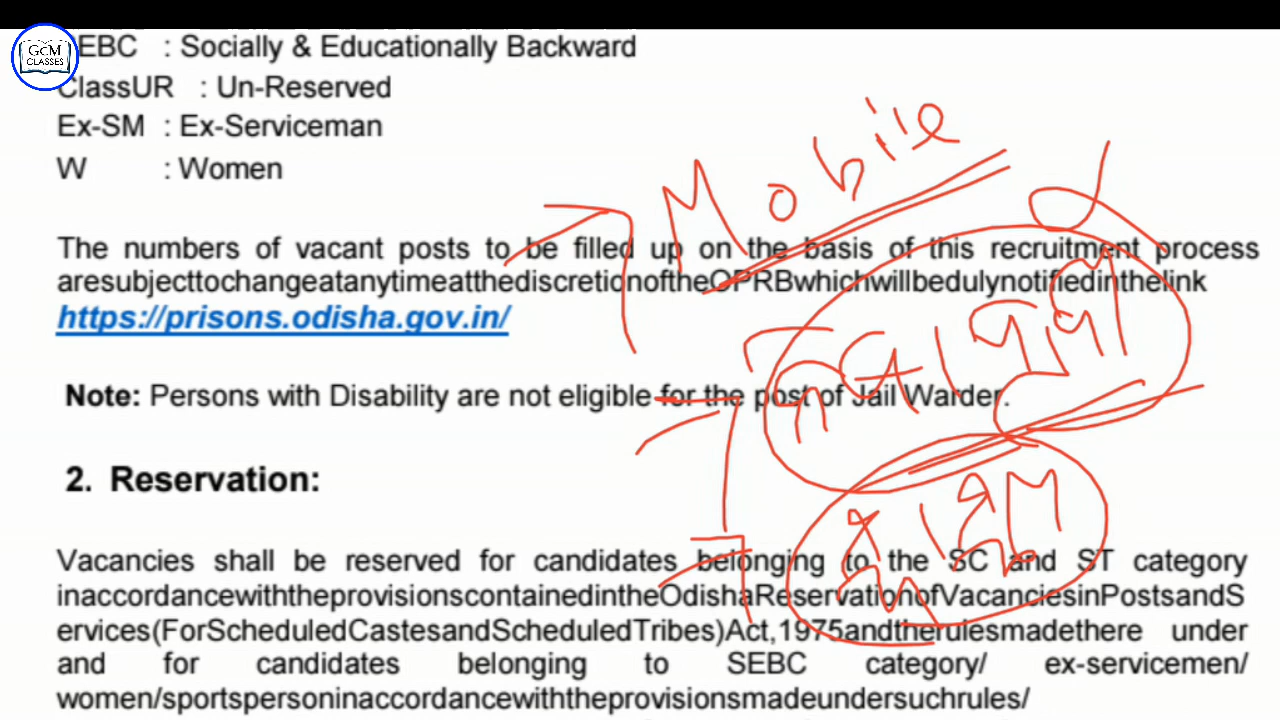 GCM
CLASSES
EBC : Socially & Educationally Backward
ClassUR : Un-Reserved
Ex-SM : Ex-Serviceman
W : Women
Mobile
The numbers of vacant posts to be filled up on the basis of this recruitment process
aresubjecttochangeatanytimeatthediscretionoftheOPRBwhichwillbedulynotifiedinthelink
https://prisons.odisha.gov.in/
Note: Persons with Disability are not eligible for the post of Jail Warder.
2. Reservation:
Vacancies shall be reserved for candidates belonging to the SC and ST category
inaccordancewiththeprovisionscontainedintheOdishaReservationofVacanciesinPostsandS
ervices(ForScheduledCastesandScheduledTribes)Act,1975andtherulesmadethere under
and for candidates belonging to SEBC category/ ex-servicemen/
women/sportspersoninaccordancewiththeprovisionsmadeundersuchrules/